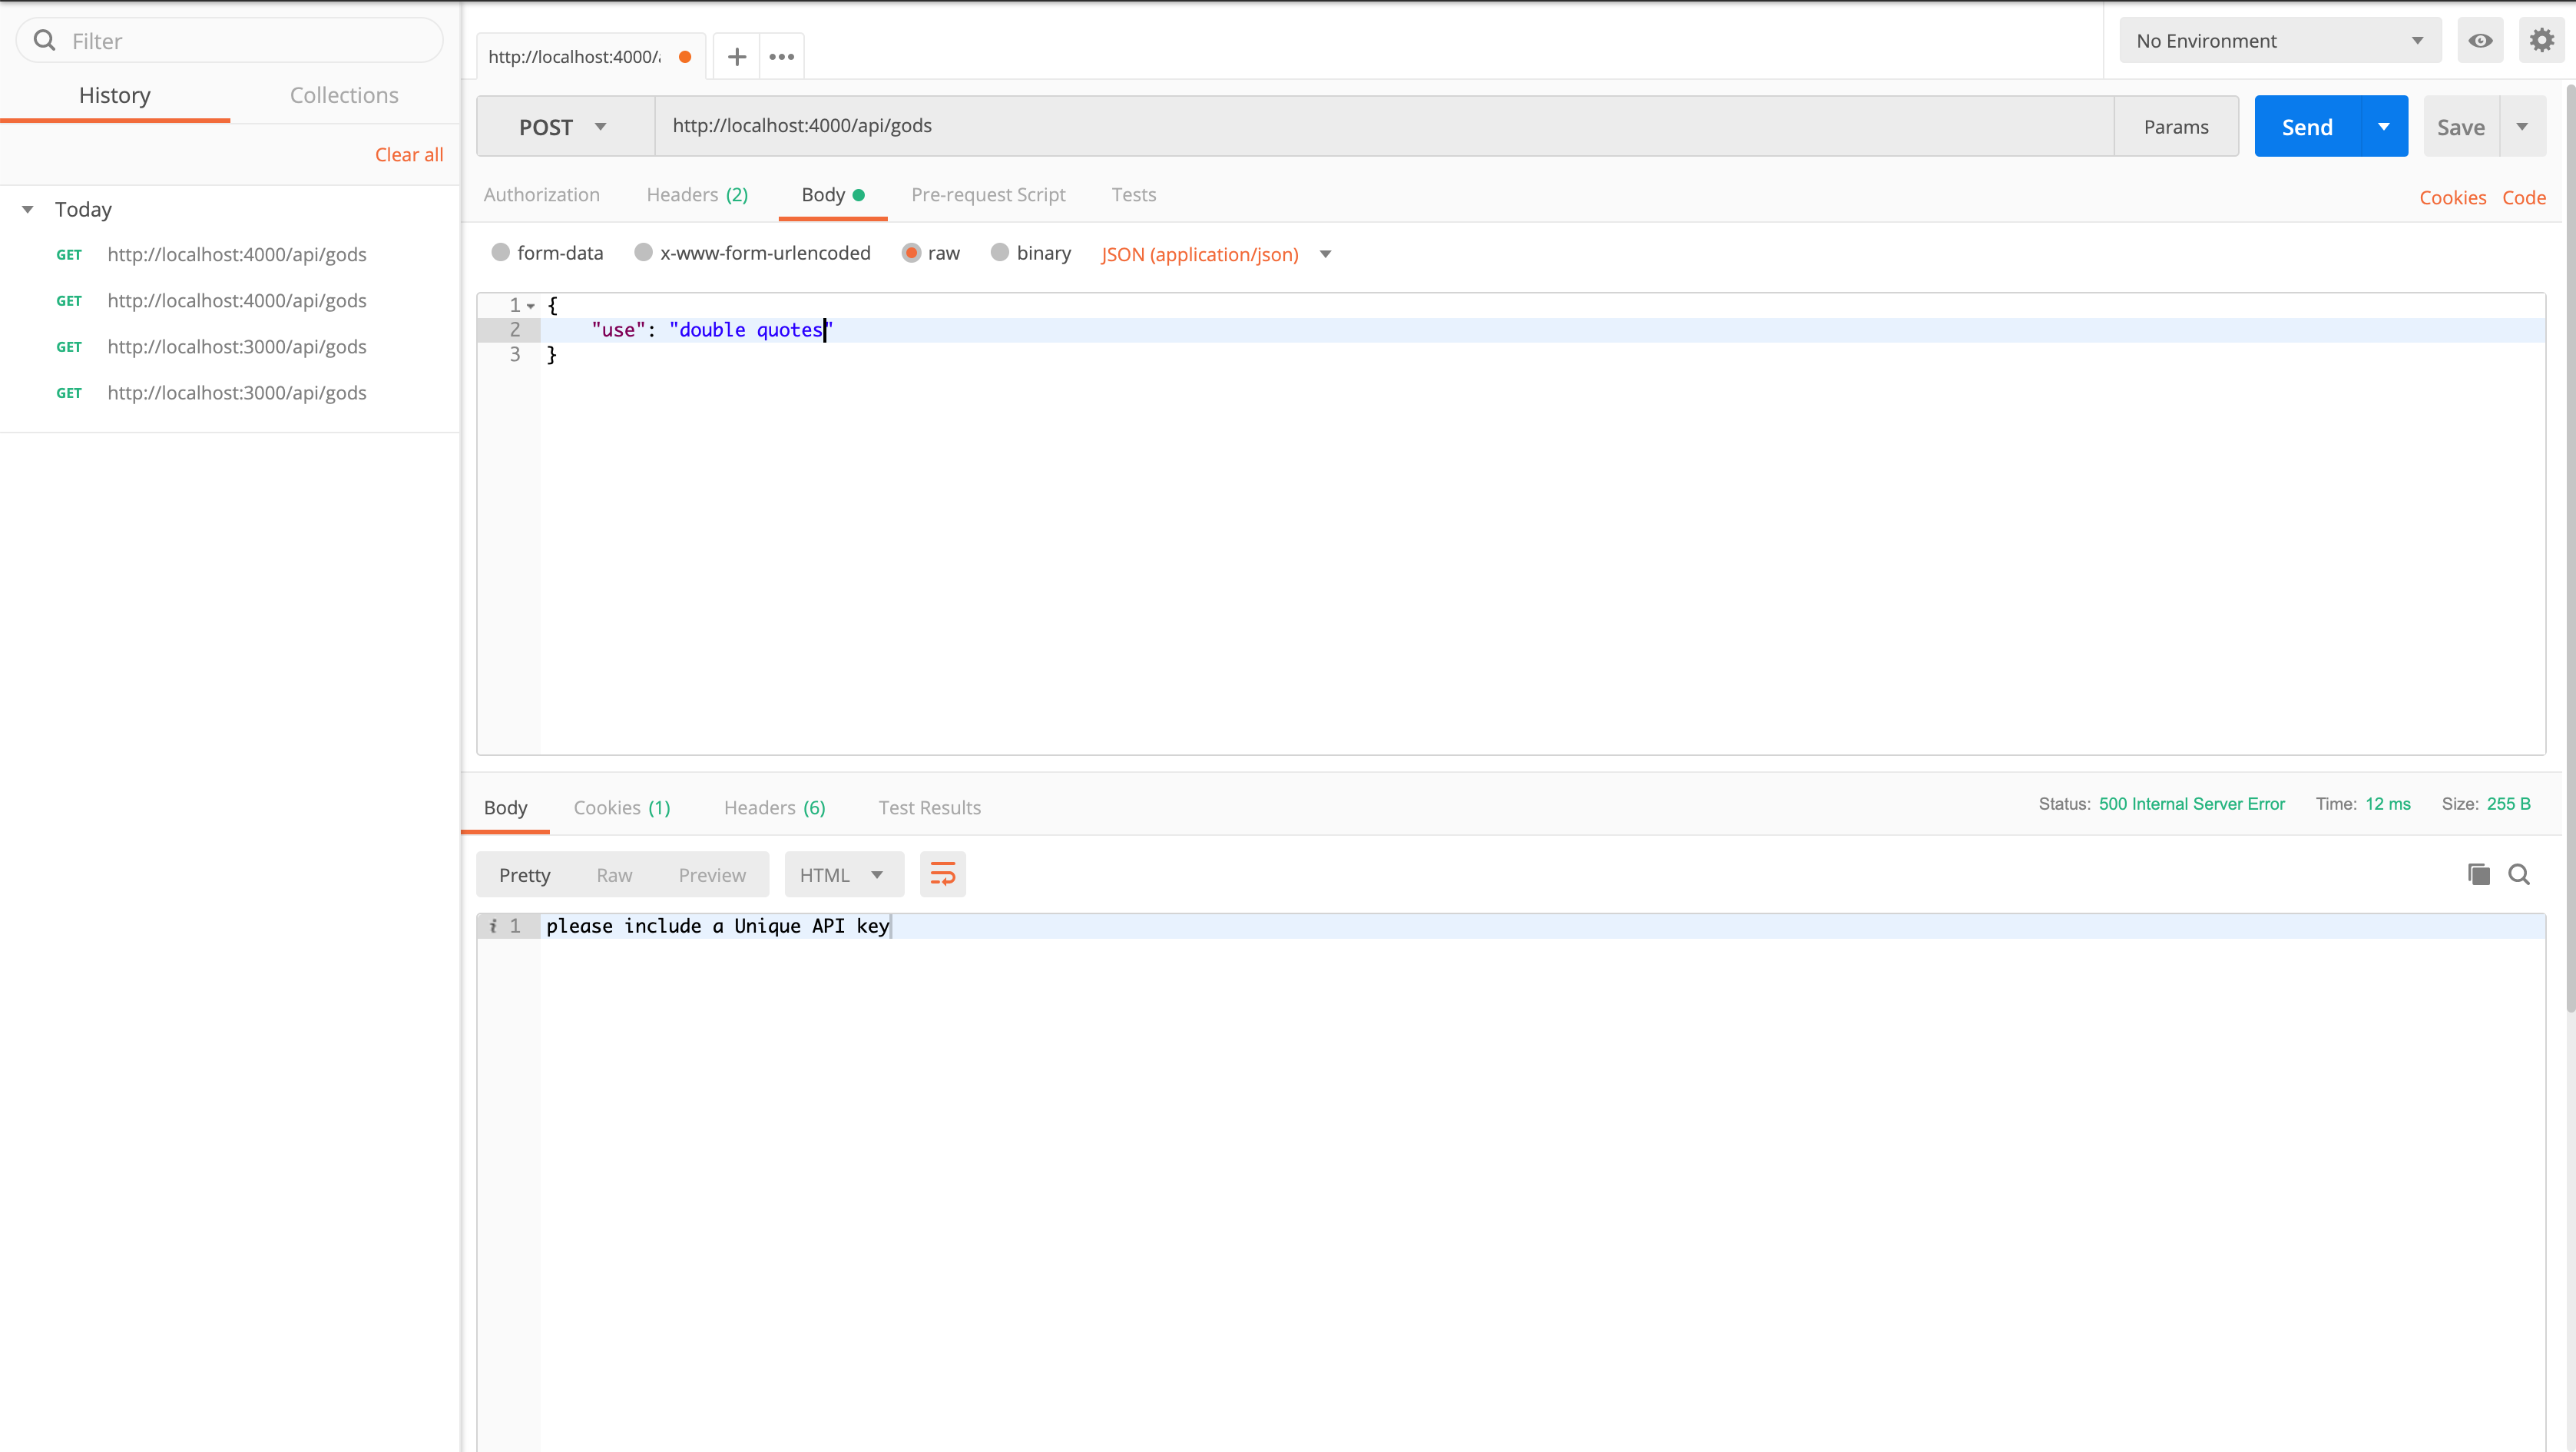 Filter
History Collections
Clear all
Today
GET http://localhost:4000/api/gods
GET http://localhost:4000/api/gods
GET http://localhost:3000/api/gods
GET http://localhost:3000/api/gods
http://localhost:4000/
No Environment
POST http://localhost:4000/api/gods Params Send Save
Authorization Headers (2) Body Pre-request Script Tests Cookies Code
form-data x-www-form-urlencoded raw binary JSON (application/json)
1 {
2 "use": "double quotes"
3 }
Body Cookies (1) Headers (6) Test Results Status: 500 Internal Server Error Time: 12 ms Size: 255 B
Pretty Raw Preview HTML
i 1 please include a Unique API key